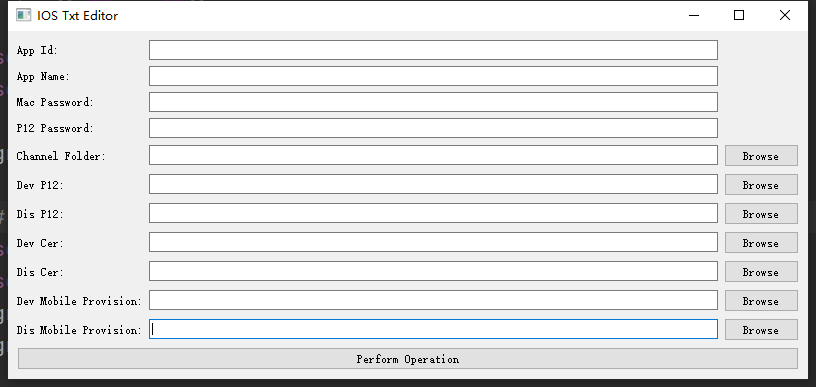 IOS Txt Editor
App Id:
App Name:
Mac Password:
P12 Password:
Channel Folder: Browse
Dev P12: Browse
Dis P12: Browse
Dev Cer: Browse
Dis Cer: Browse
Dev Mobile Provision: Browse
Dis Mobile Provision: Browse
Perform Operation